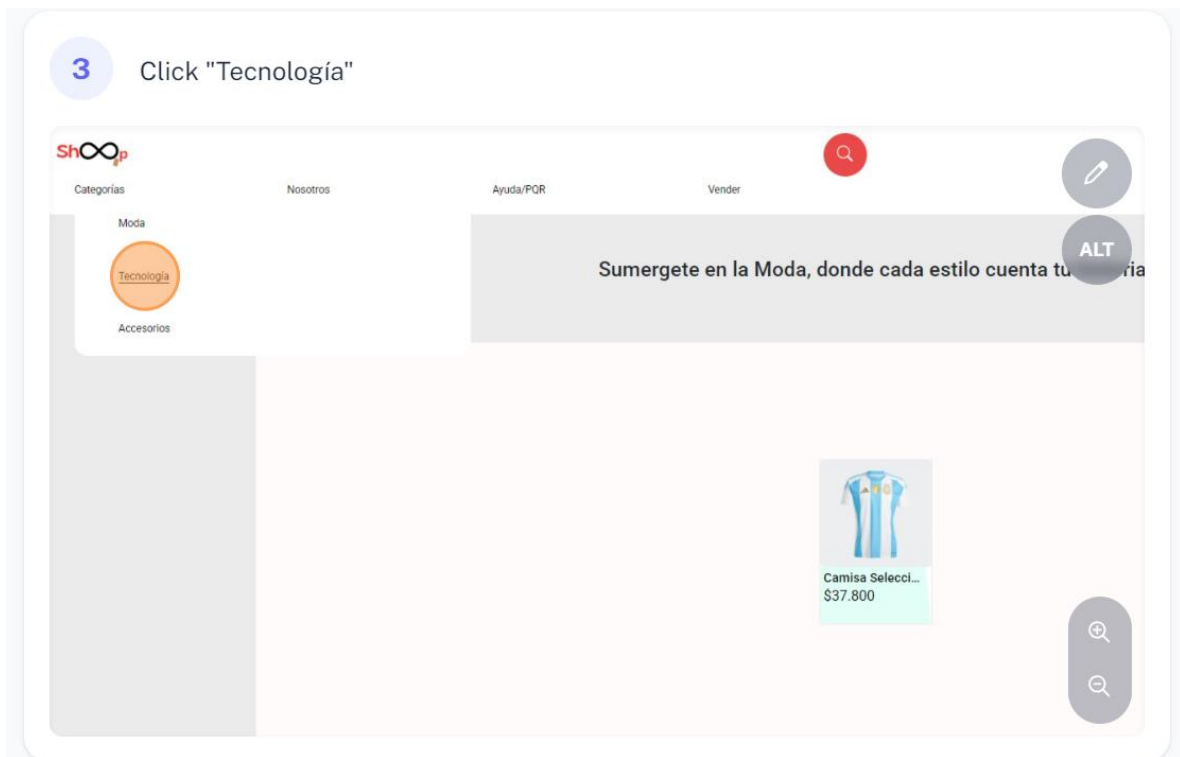 3 Click "Tecnología"
Shoop
Categorías Nosotros Ayuda/PQR Vender
Moda
ALT
Tecnología
Sumergete en la Moda, donde cada estilo cuenta tu ria
Accesorios
Camisa Selecci...
$37.800